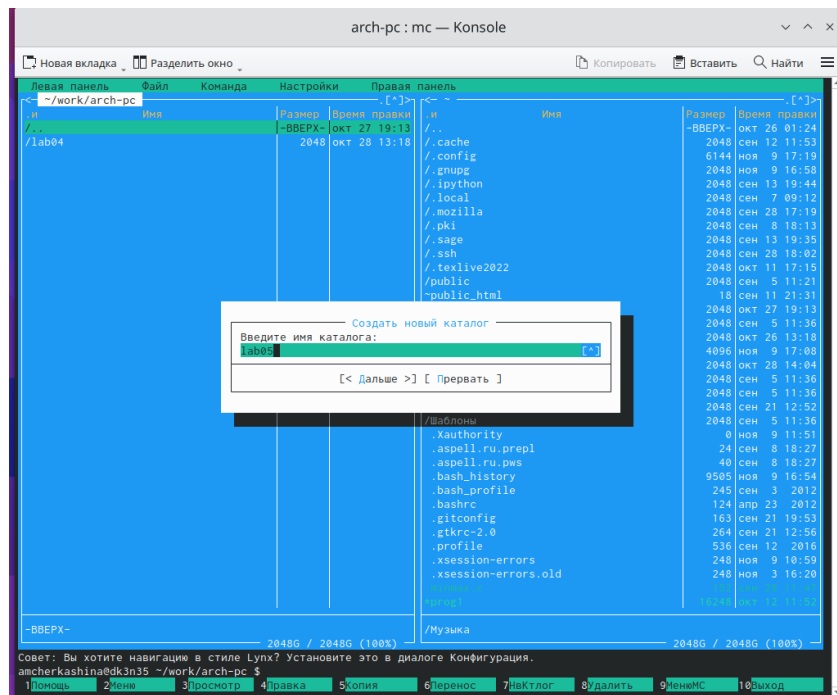 arch-pc : mc — Konsole
Новая вкладка Разделить окно Копировать Вставить Найти
Левая панель Файл Команда Настройки Правая панель
<— ~/work/arch-pc .[^]> <— ~ .[^]>
.и Имя Размер Время правки .и Имя Размер Время правки
/.. -ВВЕРХ- окт 27 19:13 /.. -ВВЕРХ- окт 26 01:24
/lab04 2048 окт 28 13:18 /.cache 2048 сен 12 11:53
/.config 6144 ноя 9 17:19
/.gnupg 2048 ноя 9 16:58
/.ipython 2048 сен 13 19:44
/.local 2048 сен 7 09:12
/.mozilla 2048 сен 28 17:19
/.pki 2048 сен 8 18:13
/.sage 2048 сен 13 19:35
/.ssh 2048 сен 28 18:02
/.texlive2022 2048 окт 11 17:15
/public 2048 сен 5 11:21
~public_html 18 сен 11 21:31
2048 окт 27 19:13
Создать новый каталог 2048 сен 5 11:36
Введите имя каталога: 2048 окт 26 13:18
lab05 [^] 4096 ноя 9 17:08
2048 окт 28 14:04
[< Дальше >] [ Прервать ] 2048 сен 5 11:36
2048 сен 5 11:36
2048 сен 21 12:52
/Шаблоны 2048 сен 5 11:36
.Xauthority 0 ноя 9 11:51
.aspell.ru.prepl 24 сен 8 18:27
.aspell.ru.pws 40 сен 8 18:27
.bash_history 9505 ноя 9 16:54
.bash_profile 245 сен 3 2012
.bashrc 124 апр 23 2012
.gitconfig 163 сен 21 19:53
.gtkrc-2.0 264 сен 21 12:56
.profile 536 сен 12 2016
.xsession-errors 248 ноя 9 10:59
.xsession-errors.old 248 ноя 3 16:20
*prog1 16248 окт 12 11:52
-ВВЕРХ- /Музыка
2048G / 2048G (100%) 2048G / 2048G (100%)
Совет: Вы хотите навигацию в стиле Lynx? Установите это в диалоге Конфигурация.
amcherkashina@dk3n35 ~/work/arch-pc $
1Помощь 2Меню 3Просмотр 4Правка 5Копия 6Перенос 7НвКтлог 8Удалить 9МенюMC 10Выход